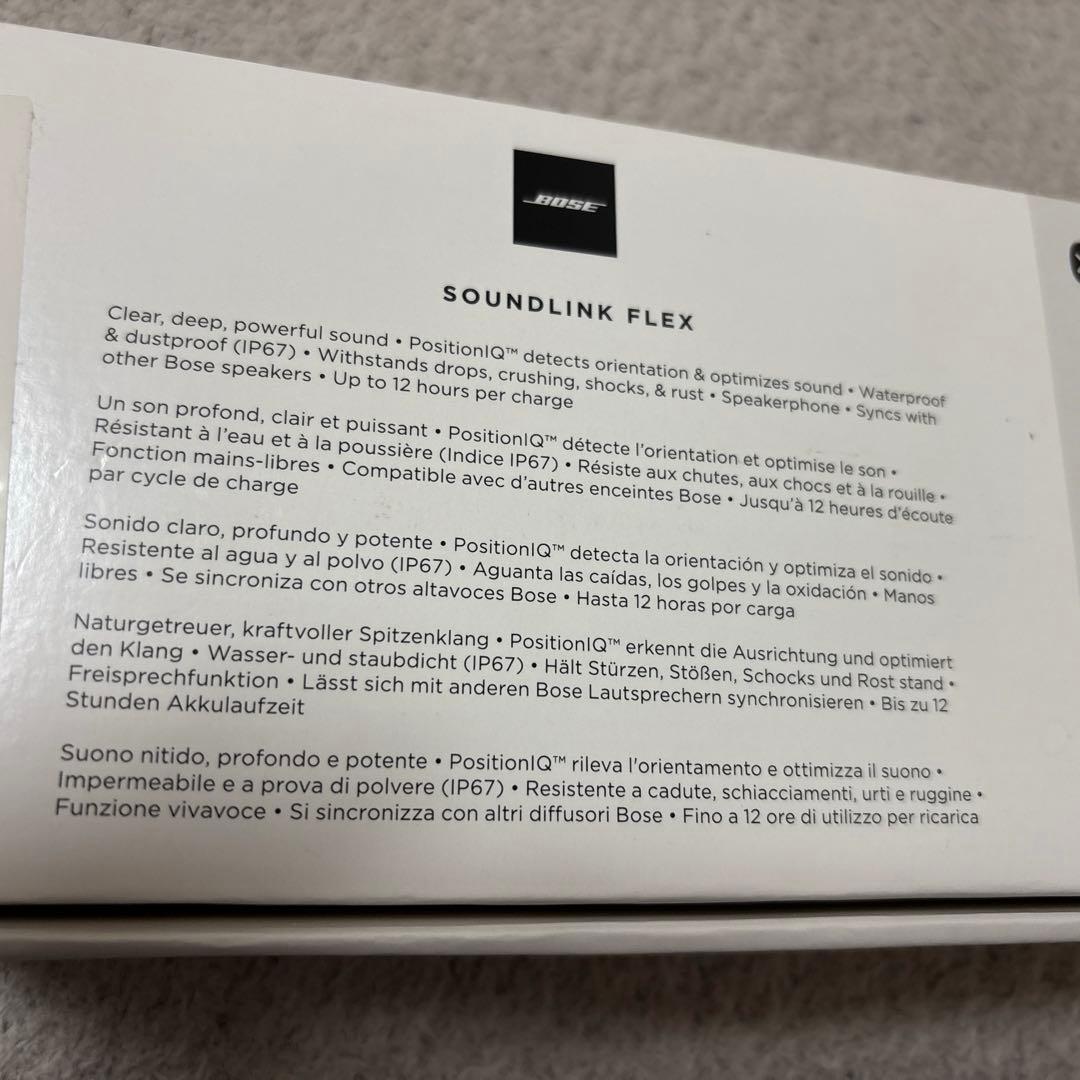 BOSE
SOUNDLINK FLEX
Clear, deep, powerful sound • PositionIQ™ detects orientation & optimizes sound • Waterproof
& dustproof (IP67) • Withstands drops, crushing, shocks, & rust • Speakerphone • Syncs with
other Bose speakers • Up to 12 hours per charge
Un son profond, clair et puissant • PositionIQ™ détecte l'orientation et optimise le son •
Résistant à l'eau et à la poussière (Indice IP67) • Résiste aux chutes, aux chocs et à la rouille •
Fonction mains-libres • Compatible avec d'autres enceintes Bose • Jusqu'à 12 heures d'écoute
par cycle de charge
Sonido claro, profundo y potente • PositionIQ™ detecta la orientación y optimiza el sonido •
Resistente al agua y al polvo (IP67) • Aguanta las caídas, los golpes y la oxidación • Manos
libres • Se sincroniza con otros altavoces Bose • Hasta 12 horas por carga
Naturgetreuer, kraftvoller Spitzenklang • PositionIQ™ erkennt die Ausrichtung und optimiert
den Klang • Wasser- und staubdicht (IP67) • Hält Stürzen, Stößen, Schocks und Rost stand •
Freisprechfunktion • Lässt sich mit anderen Bose Lautsprechern synchronisieren • Bis zu 12
Stunden Akkulaufzeit
Suono nitido, profondo e potente • PositionIQ™ rileva l'orientamento e ottimizza il suono •
Impermeabile e a prova di polvere (IP67) • Resistente a cadute, schiacciamenti, urti e ruggine •
Funzione vivavoce • Si sincronizza con altri diffusori Bose • Fino a 12 ore di utilizzo per ricarica